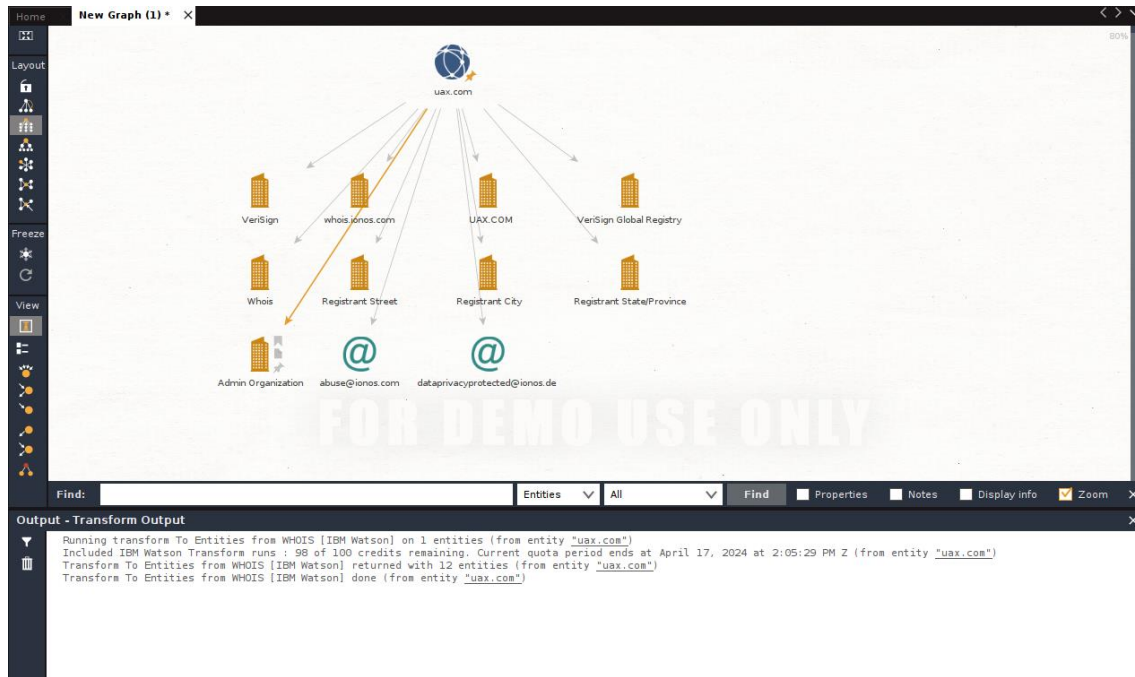 Home New Graph (1) * X
80%
Layout
uax.com
VeriSign whois.ionos.com UAX.COM VeriSign Global Registry
Freeze
Whois Registrant Street Registrant City Registrant State/Province
View
Admin Organization abuse@ionos.com dataprivacyprotected@ionos.de
FOR DEMO USE ONLY
Find: Entities All Find Properties Notes Display info Zoom X
Output - Transform Output X
Running transform To Entities from WHOIS [IBM Watson] on 1 entities (from entity "uax.com")
Included IBM Watson Transform runs : 98 of 100 credits remaining. Current quota period ends at April 17, 2024 at 2:05:29 PM Z (from entity "uax.com")
Transform To Entities from WHOIS [IBM Watson] returned with 12 entities (from entity "uax.com")
Transform To Entities from WHOIS [IBM Watson] done (from entity "uax.com")